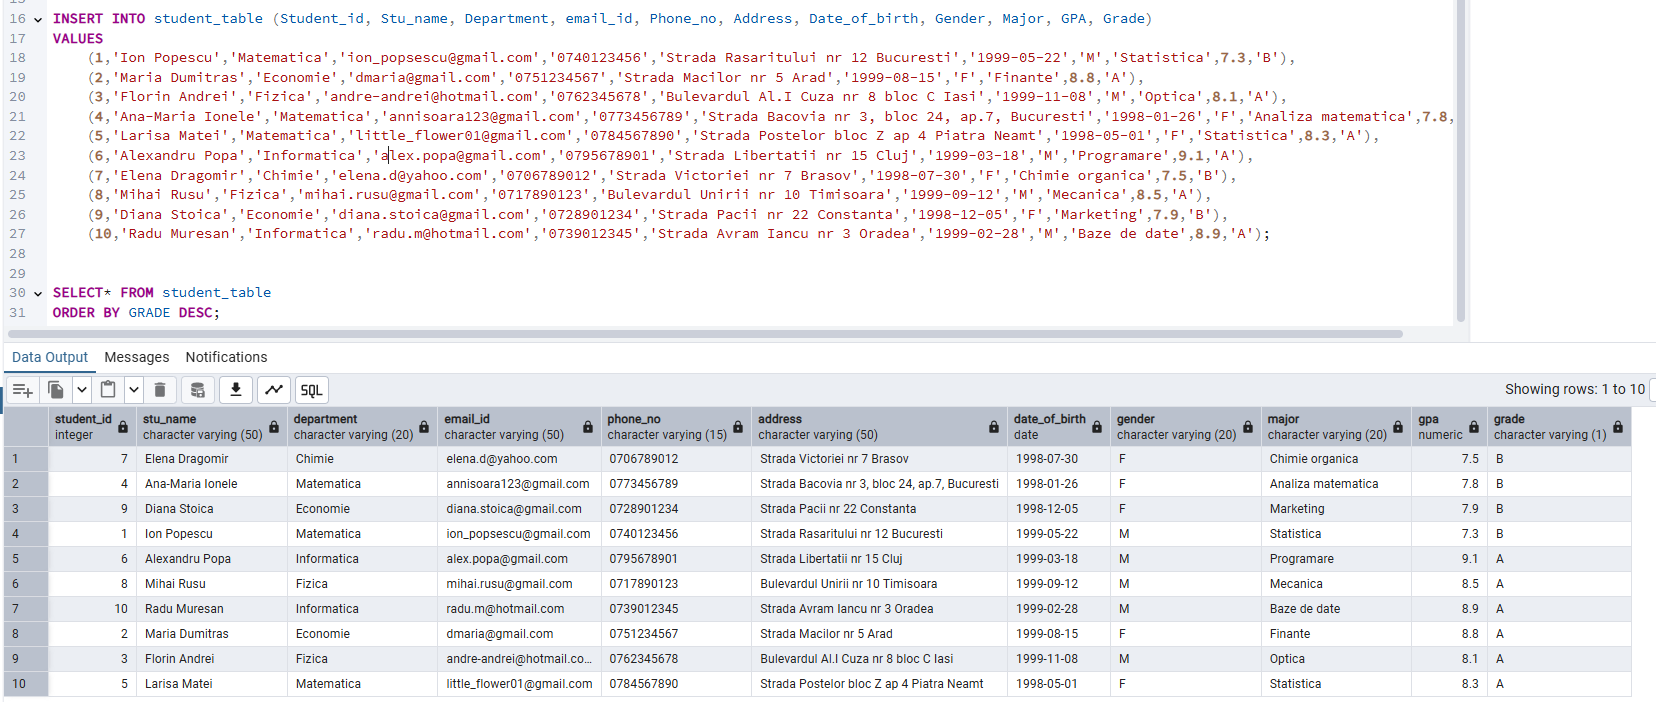 16 INSERT INTO student_table (Student_id, Stu_name, Department, email_id, Phone_no, Address, Date_of_birth, Gender, Major, GPA, Grade)
17 VALUES
18 (1,'Ion Popescu','Matematica','ion_popsescu@gmail.com','0740123456','Strada Rasaritului nr 12 Bucuresti','1999-05-22','M','Statistica',7.3,'B'),
19 (2,'Maria Dumitras','Economie','dmaria@gmail.com','0751234567','Strada Macilor nr 5 Arad','1999-08-15','F','Finante',8.8,'A'),
20 (3,'Florin Andrei','Fizica','andre-andrei@hotmail.com','0762345678','Bulevardul Al.I Cuza nr 8 bloc C Iasi','1999-11-08','M','Optica',8.1,'A'),
21 (4,'Ana-Maria Ionele','Matematica','annisoara123@gmail.com','0773456789','Strada Bacovia nr 3, bloc 24, ap.7, Bucuresti','1998-01-26','F','Analiza matematica',7.8,
22 (5,'Larisa Matei','Matematica','little_flower01@gmail.com','0784567890','Strada Postelor bloc Z ap 4 Piatra Neamt','1998-05-01','F','Statistica',8.3,'A'),
23 (6,'Alexandru Popa','Informatica','alex.popa@gmail.com','0795678901','Strada Libertatii nr 15 Cluj','1999-03-18','M','Programare',9.1,'A'),
24 (7,'Elena Dragomir','Chimie','elena.d@yahoo.com','0706789012','Strada Victoriei nr 7 Brasov','1998-07-30','F','Chimie organica',7.5,'B'),
25 (8,'Mihai Rusu','Fizica','mihai.rusu@gmail.com','0717890123','Bulevardul Unirii nr 10 Timisoara','1999-09-12','M','Mecanica',8.5,'A'),
26 (9,'Diana Stoica','Economie','diana.stoica@gmail.com','0728901234','Strada Pacii nr 22 Constanta','1998-12-05','F','Marketing',7.9,'B'),
27 (10,'Radu Muresan','Informatica','radu.m@hotmail.com','0739012345','Strada Avram Iancu nr 3 Oradea','1999-02-28','M','Baze de date',8.9,'A');
28
29
30 SELECT* FROM student_table
31 ORDER BY GRADE DESC;
Data Output Messages Notifications
SQL Showing rows: 1 to 10
student_id stu_name department email_id phone_no address date_of_birth gender major gpa grade
integer character varying (50) character varying (20) character varying (50) character varying (15) character varying (50) date character varying (20) character varying (20) numeric character varying (1)
1 7 Elena Dragomir Chimie elena.d@yahoo.com 0706789012 Strada Victoriei nr 7 Brasov 1998-07-30 F Chimie organica 7.5 B
2 4 Ana-Maria Ionele Matematica annisoara123@gmail.com 0773456789 Strada Bacovia nr 3, bloc 24, ap.7, Bucuresti 1998-01-26 F Analiza matematica 7.8 B
3 9 Diana Stoica Economie diana.stoica@gmail.com 0728901234 Strada Pacii nr 22 Constanta 1998-12-05 F Marketing 7.9 B
4 1 Ion Popescu Matematica ion_popsescu@gmail.com 0740123456 Strada Rasaritului nr 12 Bucuresti 1999-05-22 M Statistica 7.3 B
5 6 Alexandru Popa Informatica alex.popa@gmail.com 0795678901 Strada Libertatii nr 15 Cluj 1999-03-18 M Programare 9.1 A
6 8 Mihai Rusu Fizica mihai.rusu@gmail.com 0717890123 Bulevardul Unirii nr 10 Timisoara 1999-09-12 M Mecanica 8.5 A
7 10 Radu Muresan Informatica radu.m@hotmail.com 0739012345 Strada Avram Iancu nr 3 Oradea 1999-02-28 M Baze de date 8.9 A
8 2 Maria Dumitras Economie dmaria@gmail.com 0751234567 Strada Macilor nr 5 Arad 1999-08-15 F Finante 8.8 A
9 3 Florin Andrei Fizica andre-andrei@hotmail.co... 0762345678 Bulevardul Al.I Cuza nr 8 bloc C Iasi 1999-11-08 M Optica 8.1 A
10 5 Larisa Matei Matematica little_flower01@gmail.com 0784567890 Strada Postelor bloc Z ap 4 Piatra Neamt 1998-05-01 F Statistica 8.3 A